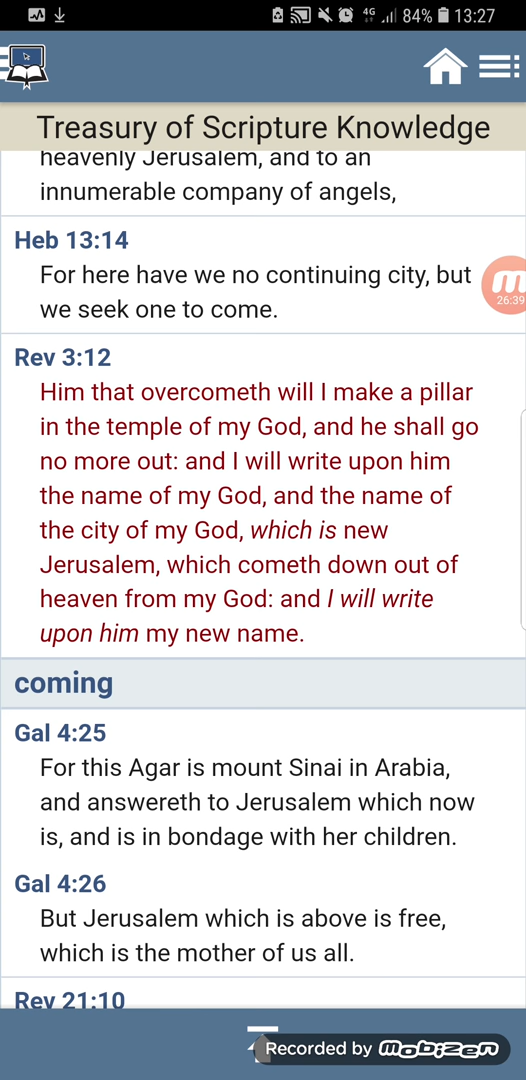 4G 84% 13:27
Treasury of Scripture Knowledge
heavenly Jerusalem, and to an
innumerable company of angels,
Heb 13:14
For here have we no continuing city, but
we seek one to come.
26:39
Rev 3:12
Him that overcometh will I make a pillar
in the temple of my God, and he shall go
no more out: and I will write upon him
the name of my God, and the name of
the city of my God, which is new
Jerusalem, which cometh down out of
heaven from my God: and I will write
upon him my new name.
coming
Gal 4:25
For this Agar is mount Sinai in Arabia,
and answereth to Jerusalem which now
is, and is in bondage with her children.
Gal 4:26
But Jerusalem which is above is free,
which is the mother of us all.
Rev 21:10
Recorded by mobizen